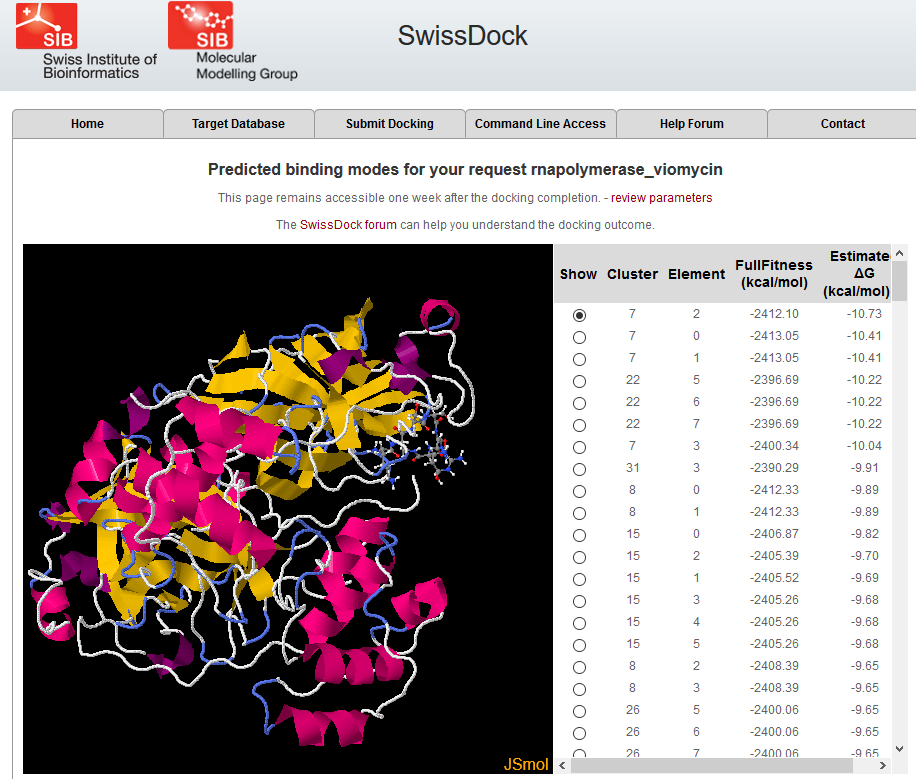 SIB
Swiss Institute of
Bioinformatics
SIB
Molecular
Modelling Group
SwissDock
Home Target Database Submit Docking Command Line Access Help Forum Contact
Predicted binding modes for your request rnapolymerase_viomycin
This page remains accessible one week after the docking completion. - review parameters
The SwissDock forum can help you understand the docking outcome.
Show Cluster Element FullFitness (kcal/mol) Estimate ΔG (kcal/mol)
7 2 -2412.10 -10.73
7 0 -2413.05 -10.41
7 1 -2413.05 -10.41
22 5 -2396.69 -10.22
22 6 -2396.69 -10.22
22 7 -2396.69 -10.22
7 3 -2400.34 -10.04
31 3 -2390.29 -9.91
8 0 -2412.33 -9.89
8 1 -2412.33 -9.89
15 0 -2406.87 -9.82
15 2 -2405.39 -9.70
15 1 -2405.52 -9.69
15 3 -2405.26 -9.68
15 4 -2405.26 -9.68
15 5 -2405.26 -9.68
8 2 -2408.39 -9.65
8 3 -2408.39 -9.65
26 5 -2400.06 -9.65
26 6 -2400.06 -9.65
26 7 -2400.06 -9.65
JSmol